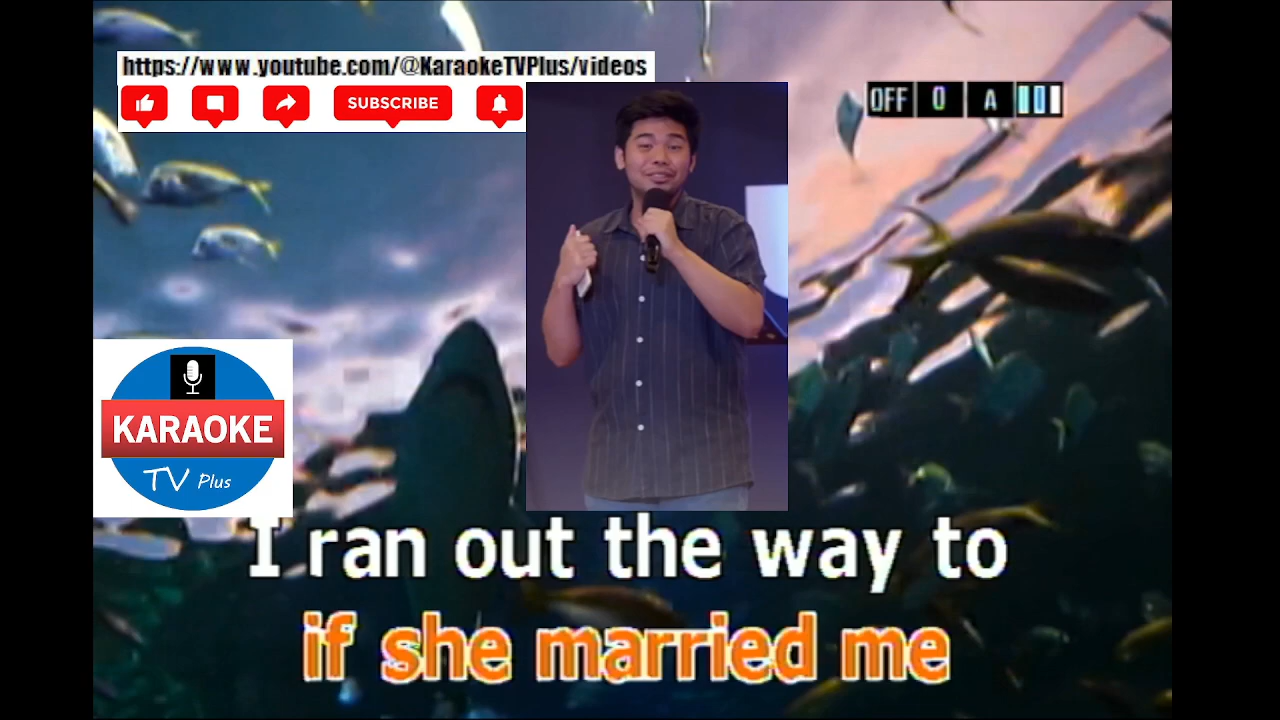 https://www.youtube.com/@KaraokeTVPlus/videos
SUBSCRIBE
OFF 0 A
KARAOKE
TV Plus
I ran out the way to
if she married me